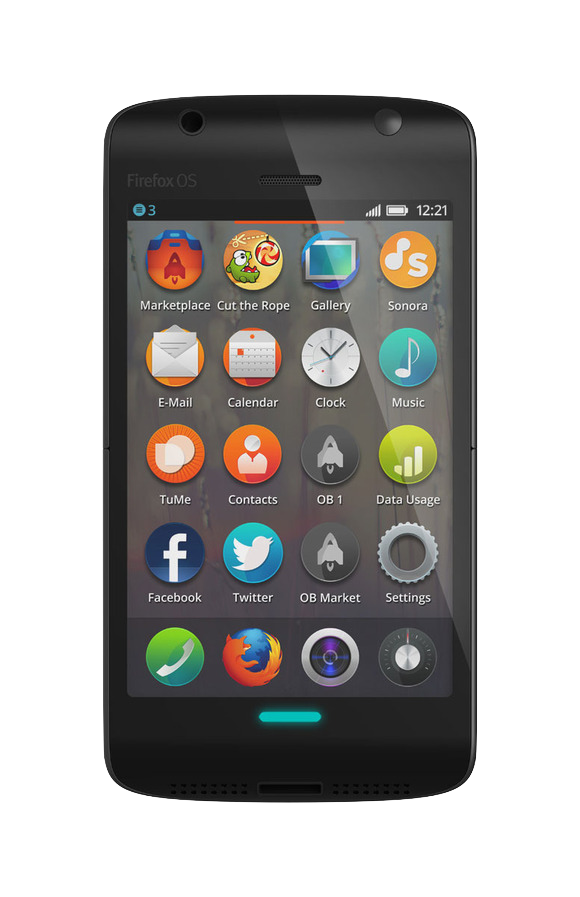 Firefox OS
3 12:21
Marketplace Cut the Rope Gallery Sonora
E-Mail Calendar Clock Music
TuMe Contacts OB 1 Data Usage
Facebook Twitter OB Market Settings